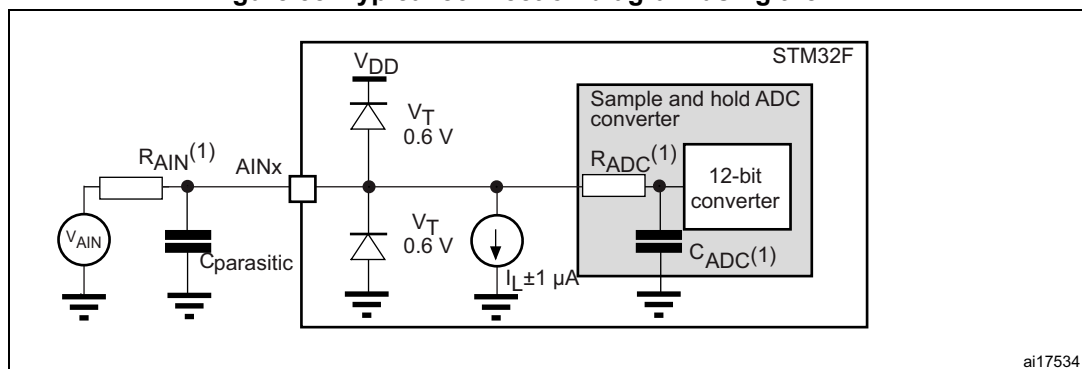 STM32F
VDD
Sample and hold ADC
converter
VT
0.6 V
RAIN(1)
AINx
RADC(1)
12-bit
converter
VAIN
Cparasitic
VT
0.6 V
IL±1 µA
CADC(1)
ai17534